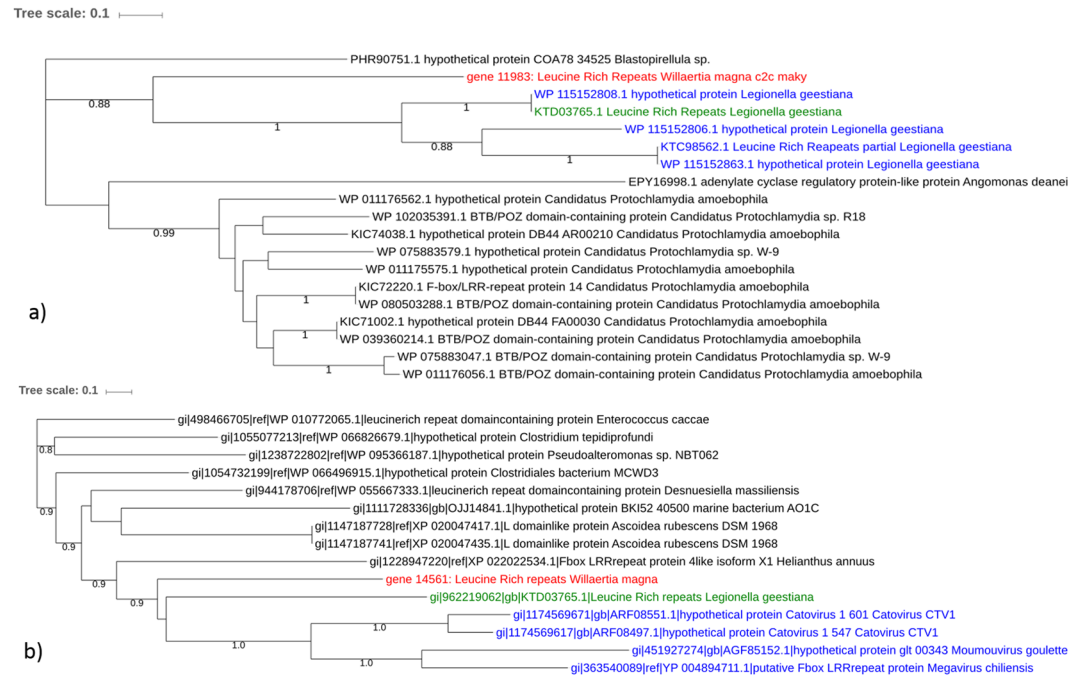 Tree scale: 0.1
PHR90751.1 hypothetical protein COA78 34525 Blastopirellula sp.
gene 11983: Leucine Rich Repeats Willaertia magna c2c maky
WP 115152808.1 hypothetical protein Legionella geestiana
0.88
1
KTD03765.1 Leucine Rich Repeats Legionella geestiana
1
WP 115152806.1 hypothetical protein Legionella geestiana
0.88
KTC98562.1 Leucine Rich Reapeats partial Legionella geestiana
1
WP 115152863.1 hypothetical protein Legionella geestiana
EPY16998.1 adenylate cyclase regulatory protein-like protein Angomonas deanei
WP 011176562.1 hypothetical protein Candidatus Protochlamydia amoebophila
WP 102035391.1 BTB/POZ domain-containing protein Candidatus Protochlamydia sp. R18
0.99
KIC74038.1 hypothetical protein DB44 AR00210 Candidatus Protochlamydia amoebophila
WP 075883579.1 hypothetical protein Candidatus Protochlamydia sp. W-9
WP 011175575.1 hypothetical protein Candidatus Protochlamydia amoebophila
KIC72220.1 F-box/LRR-repeat protein 14 Candidatus Protochlamydia amoebophila
1
WP 080503288.1 BTB/POZ domain-containing protein Candidatus Protochlamydia amoebophila
a)
KIC71002.1 hypothetical protein DB44 FA00030 Candidatus Protochlamydia amoebophila
1
WP 039360214.1 BTB/POZ domain-containing protein Candidatus Protochlamydia amoebophila
WP 075883047.1 BTB/POZ domain-containing protein Candidatus Protochlamydia sp. W-9
1
WP 011176056.1 BTB/POZ domain-containing protein Candidatus Protochlamydia amoebophila
Tree scale: 0.1
gi|498466705|ref|WP 010772065.1|leucinerich repeat domaincontaining protein Enterococcus caccae
gi|1055077213|ref|WP 066826679.1|hypothetical protein Clostridium tepidiprofundi
0.8
gi|1238722802|ref|WP 095366187.1|hypothetical protein Pseudoalteromonas sp. NBT062
gi|1054732199|ref|WP 066496915.1|hypothetical protein Clostridiales bacterium MCWD3
gi|944178706|ref|WP 055667333.1|leucinerich repeat domaincontaining protein Desnuesiella massiliensis
0.9
gi|1111728336|gb|OJJ14841.1|hypothetical protein BKI52 40500 marine bacterium AO1C
gi|1147187728|ref|XP 020047417.1|L domainlike protein Ascoidea rubescens DSM 1968
0.9
gi|1147187741|ref|XP 020047435.1|L domainlike protein Ascoidea rubescens DSM 1968
gi|1228947220|ref|XP 022022534.1|Fbox LRRrepeat protein 4like isoform X1 Helianthus annuus
0.9
gene 14561: Leucine Rich repeats Willaertia magna
0.9
gi|962219062|gb|KTD03765.1|Leucine Rich repeats Legionella geestiana
gi|1174569671|gb|ARF08551.1|hypothetical protein Catovirus 1 601 Catovirus CTV1
1.0
gi|1174569617|gb|ARF08497.1|hypothetical protein Catovirus 1 547 Catovirus CTV1
1.0
b)
gi|451927274|gb|AGF85152.1|hypothetical protein glt 00343 Moumouvirus goulette
1.0
gi|363540089|ref|YP 004894711.1|putative Fbox LRRrepeat protein Megavirus chiliensis